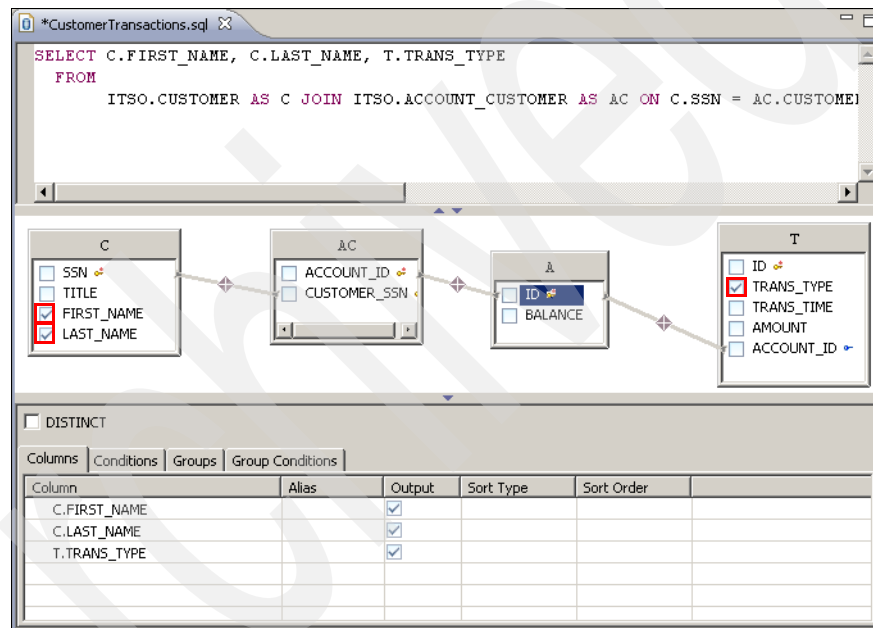 *CustomerTransactions.sql
SELECT C.FIRST_NAME, C.LAST_NAME, T.TRANS_TYPE
FROM
ITSO.CUSTOMER AS C JOIN ITSO.ACCOUNT_CUSTOMER AS AC ON C.SSN = AC.CUSTOME
C
SSN
TITLE
FIRST_NAME
LAST_NAME
AC
ACCOUNT_ID
CUSTOMER_SSN
A
ID
BALANCE
T
ID
TRANS_TYPE
TRANS_TIME
AMOUNT
ACCOUNT_ID
DISTINCT
Columns Conditions Groups Group Conditions
Column Alias Output Sort Type Sort Order
C.FIRST_NAME
C.LAST_NAME
T.TRANS_TYPE